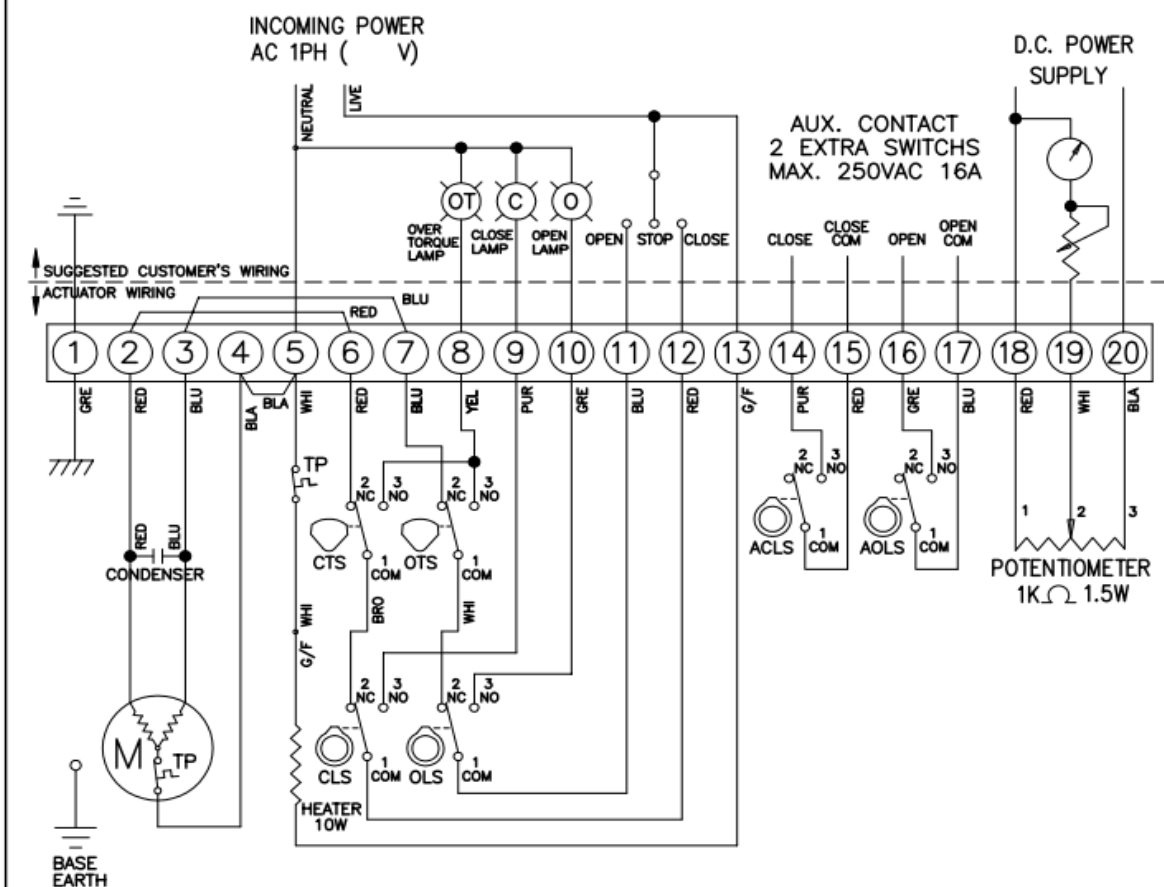 INCOMING POWER
AC 1PH ( V)
NEUTRAL
LIVE
D.C. POWER
SUPPLY
AUX. CONTACT
2 EXTRA SWITCHS
MAX. 250VAC 16A
OT
C
O
OVER
TORQUE
LAMP
CLOSE
LAMP
OPEN
LAMP
OPEN
STOP
CLOSE
CLOSE
CLOSE
COM
OPEN
OPEN
COM
SUGGESTED CUSTOMER'S WIRING
ACTUATOR WIRING
BLU
RED
1 2 3 4 5 6 7 8 9 10 11 12 13 14 15 16 17 18 19 20
GRE
RED
BLU
BLA
BLA
WHI
RED
BLU
YEL
PUR
GRE
BLU
RED
G/F
PUR
RED
GRE
BLU
RED
WHI
BLA
TP
2
NC
3
NO
2
NC
3
NO
2
NC
3
NO
2
NC
3
NO
CTS
1
COM
OTS
1
COM
ACLS
1
COM
AOLS
1
COM
1
2
3
POTENTIOMETER
1KΩ 1.5W
RED
BLU
CONDENSER
WHI
G/F
BRO
WHI
2
NC
3
NO
2
NC
3
NO
M
TP
CLS
1
COM
OLS
1
COM
HEATER
10W
BASE
EARTH